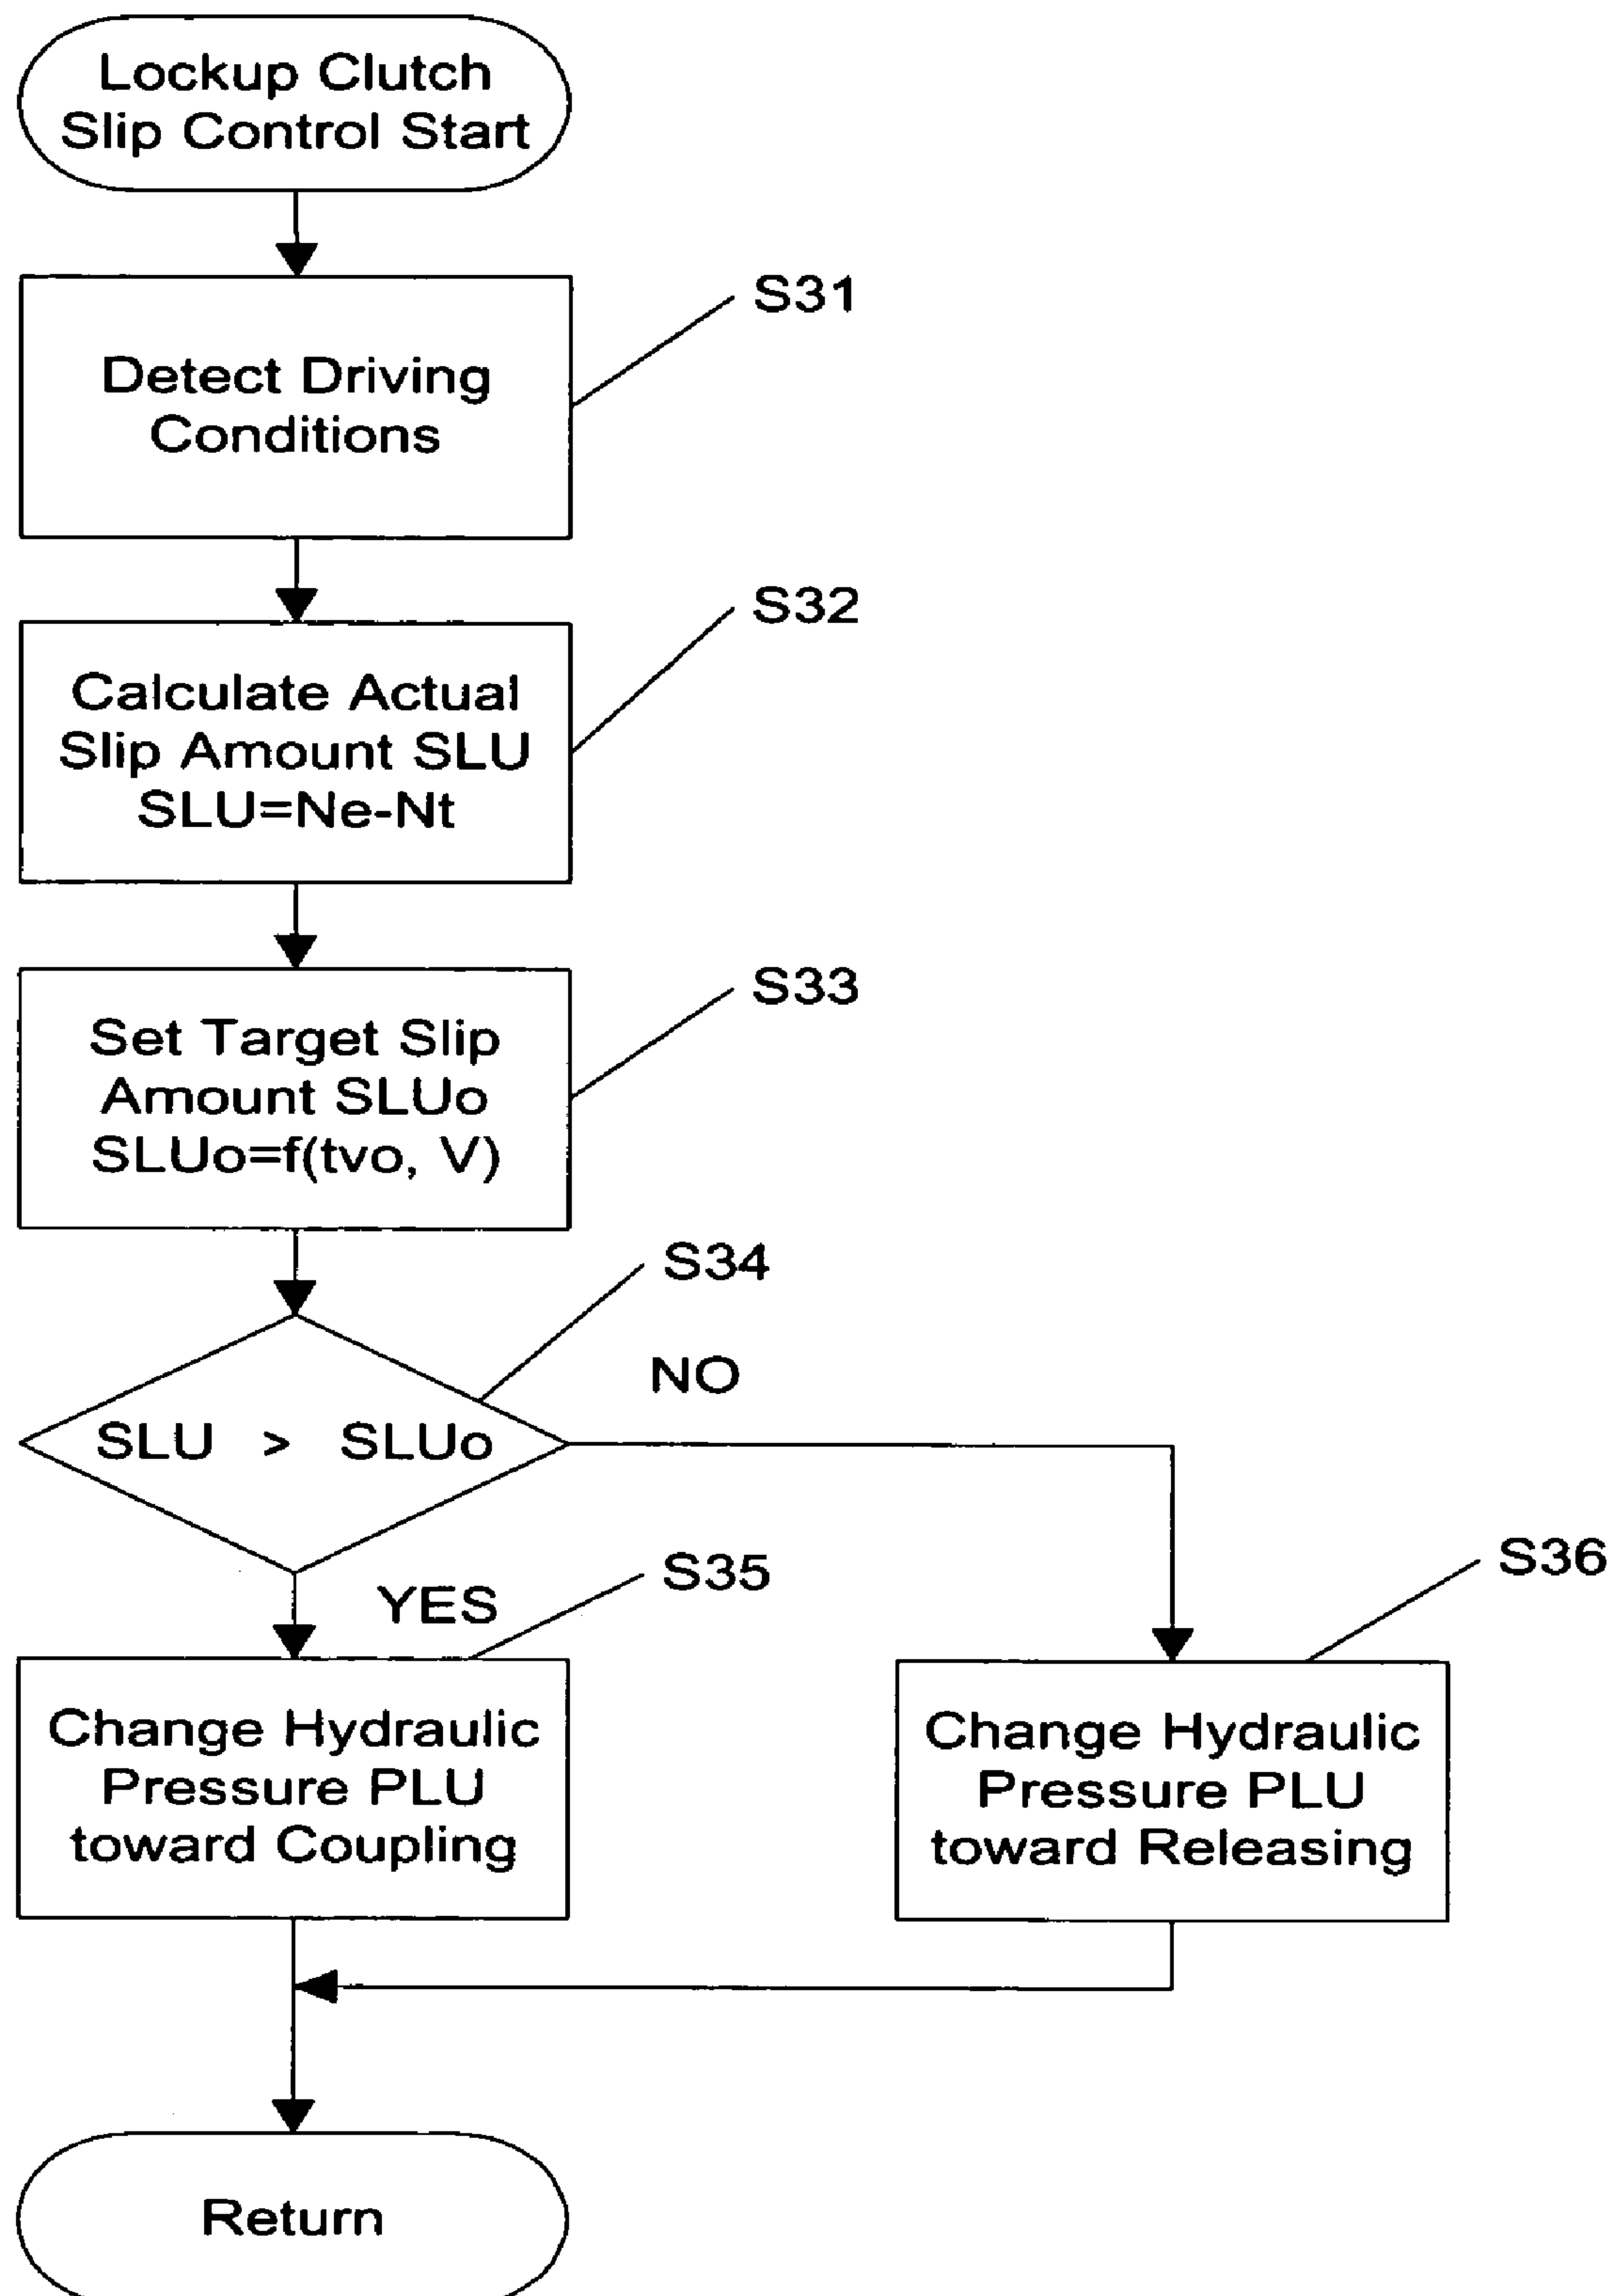 Lockup Clutch
Slip Control Start
S31
Detect Driving
Conditions
S32
Calculate Actual
Slip Amount SLU
SLU=Ne-Nt
S33
Set Target Slip
Amount SLUo
SLUo=f(tvo, V)
S34
NO
SLU > SLUo
YES
S35
S36
Change Hydraulic
Pressure PLU
toward Coupling
Change Hydraulic
Pressure PLU
toward Releasing
Return